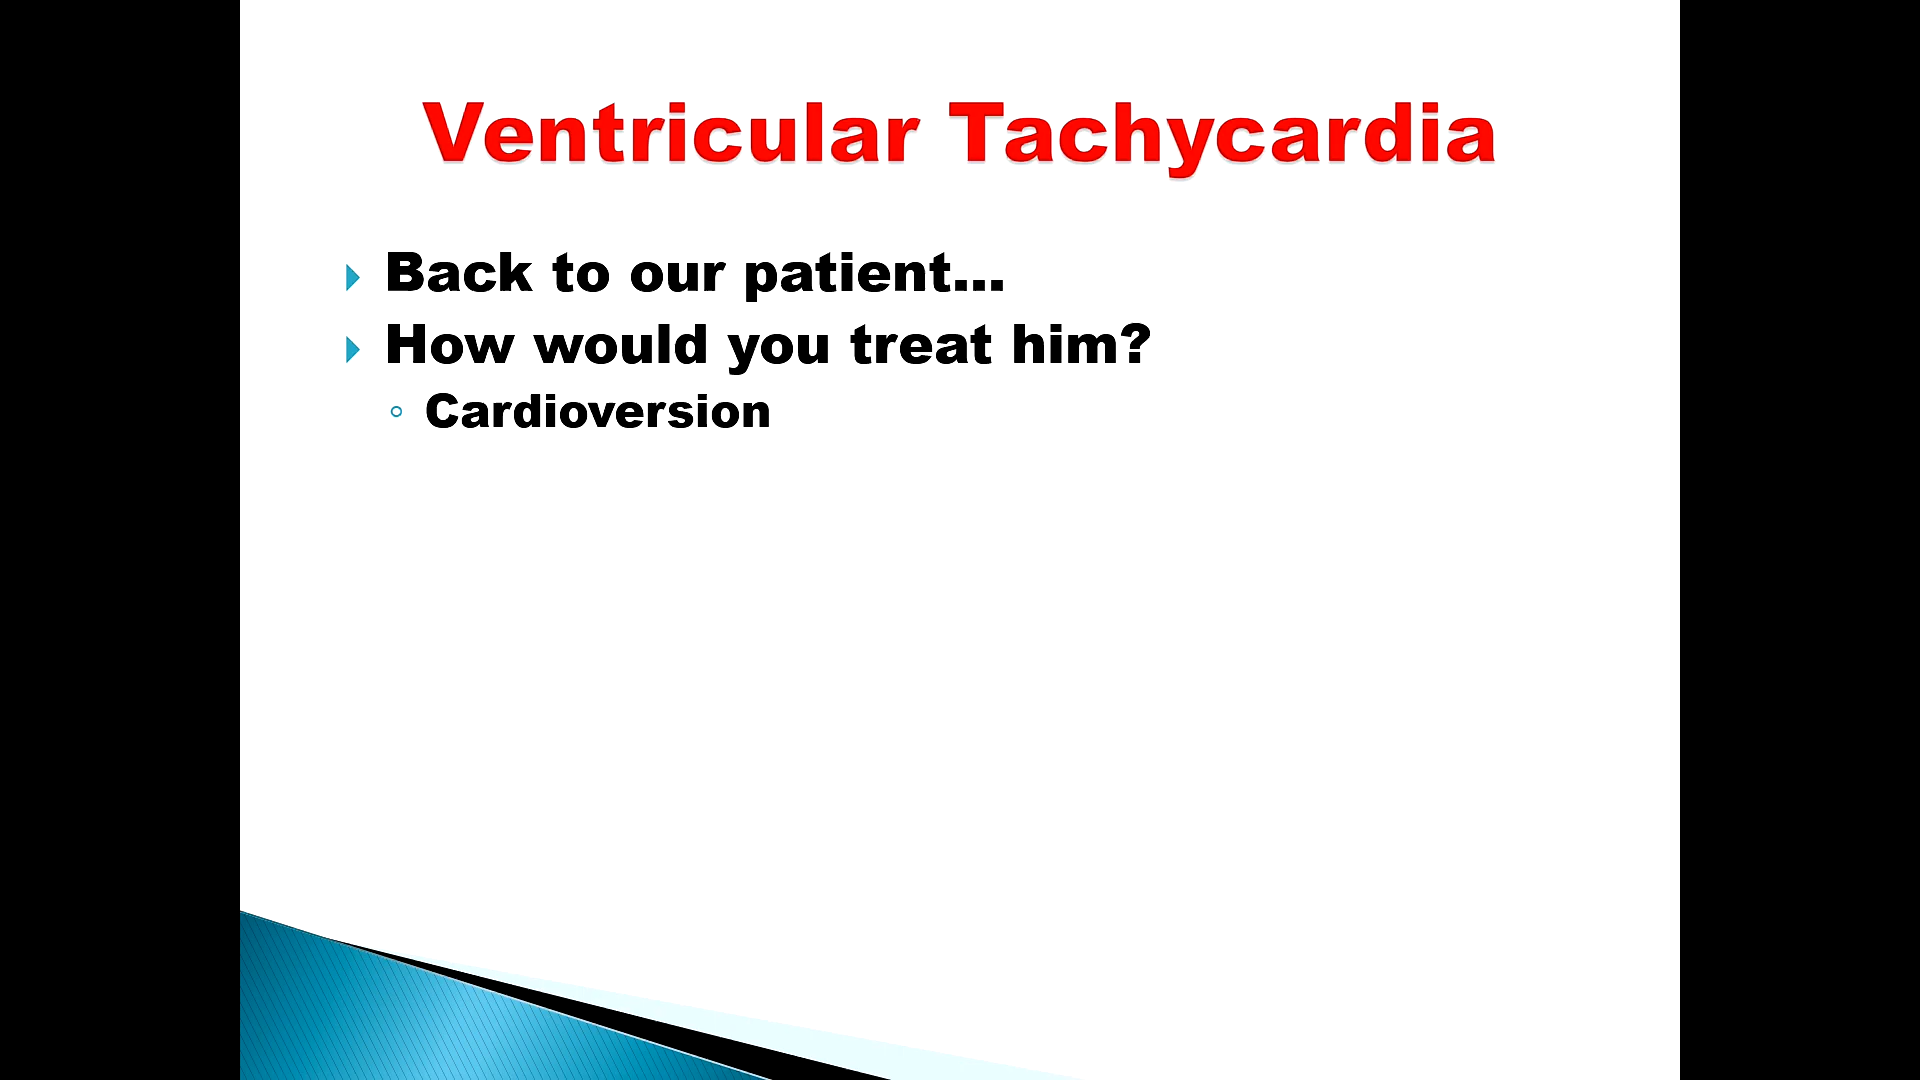 Ventricular Tachycardia
Back to our patient...
How would you treat him?
Cardioversion